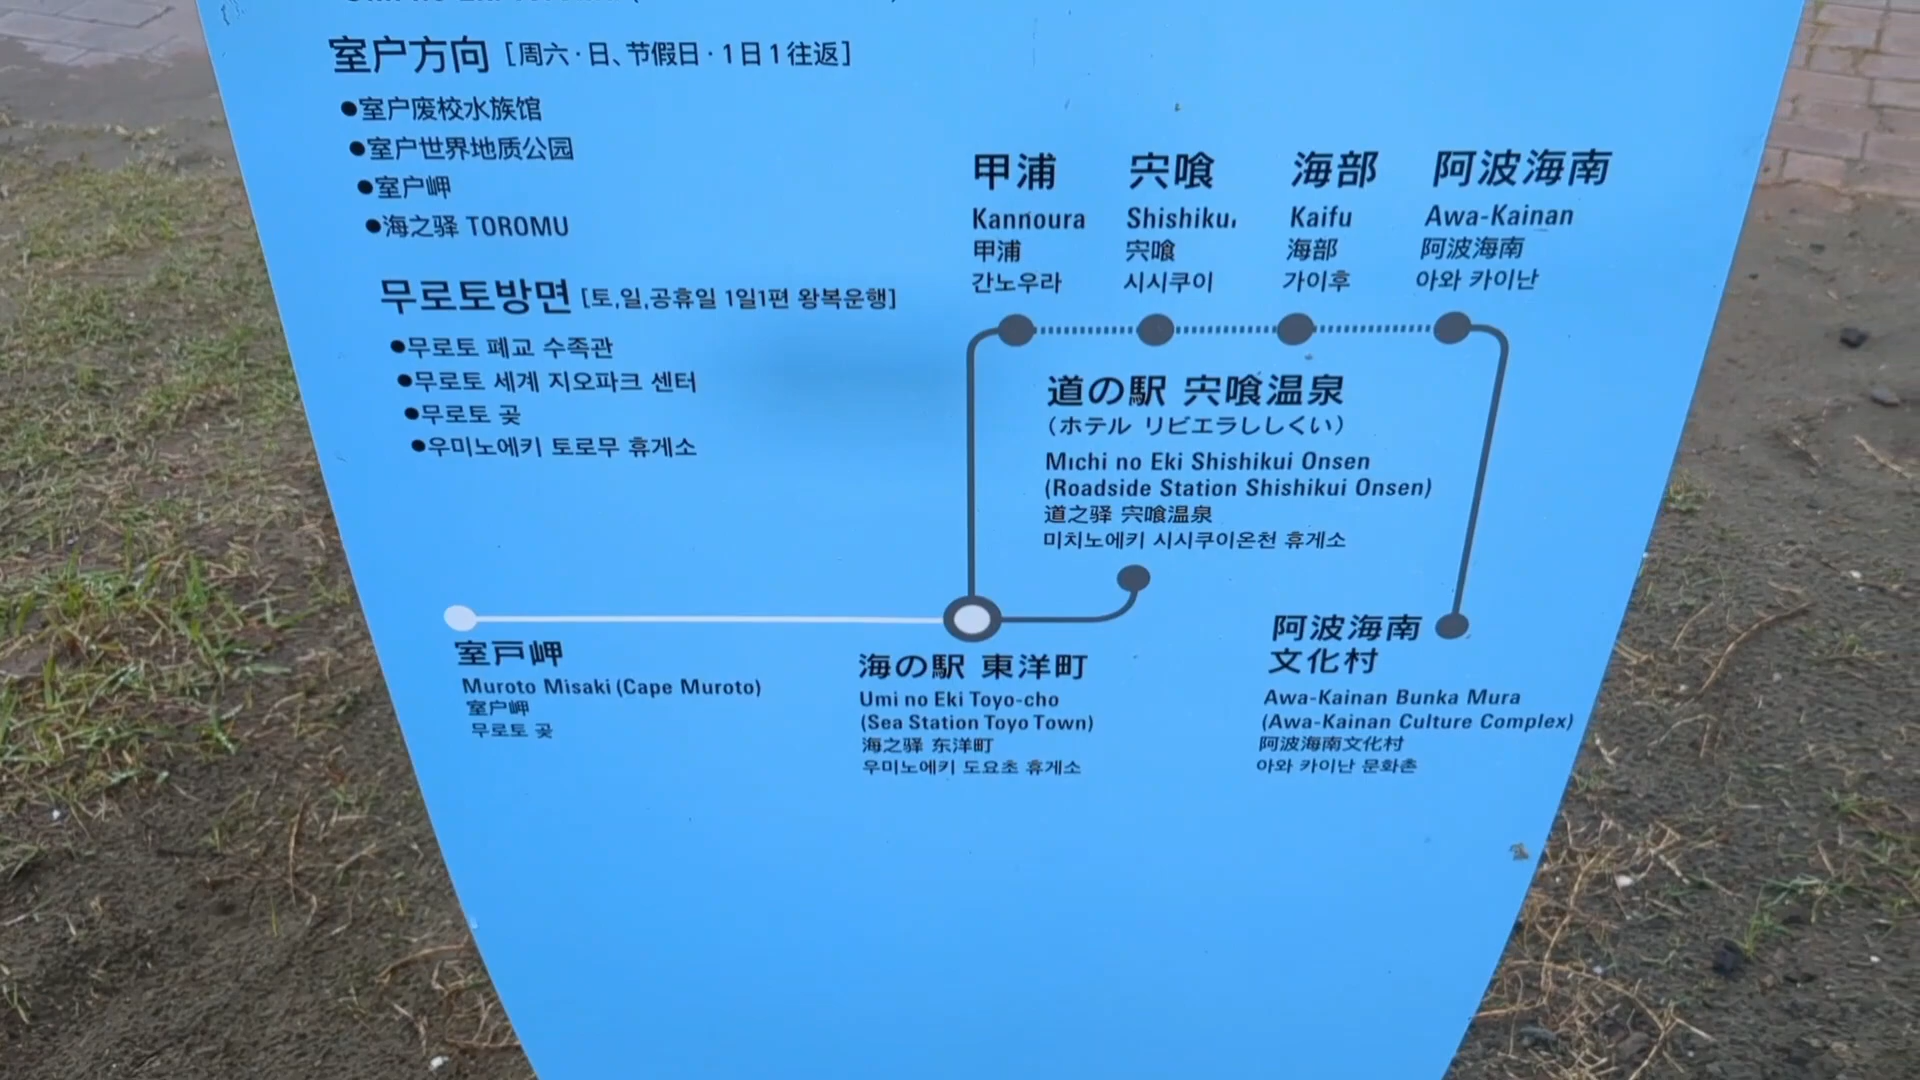 室户方向 [周六·日、节假日·1日1往返]
●室户废校水族馆
●室户世界地质公园
●室户岬
●海之驿 TOROMU
무로토방면 [토,일,공휴일 1일1편 왕복운행]
●무로토 폐교 수족관
●무로토 세계 지오파크 센터
●무로토 곶
●우미노에키 토로무 휴게소
甲浦
Kannoura
甲浦
간노우라
宍喰
Shishikui
宍喰
시시쿠이
海部
Kaifu
海部
가이후
阿波海南
Awa-Kainan
阿波海南
아와 카이난
道の駅 宍喰温泉
（ホテル リビエラししくい）
Michi no Eki Shishikui Onsen
(Roadside Station Shishikui Onsen)
道之驿 宍喰温泉
미치노에키 시시쿠이온천 휴게소
室戸岬
Muroto Misaki (Cape Muroto)
室户岬
무로토 곶
海の駅 東洋町
Umi no Eki Toyo-cho
(Sea Station Toyo Town)
海之驿 东洋町
우미노에키 도요초 휴게소
阿波海南
文化村
Awa-Kainan Bunka Mura
(Awa-Kainan Culture Complex)
阿波海南文化村
아와 카이난 문화촌